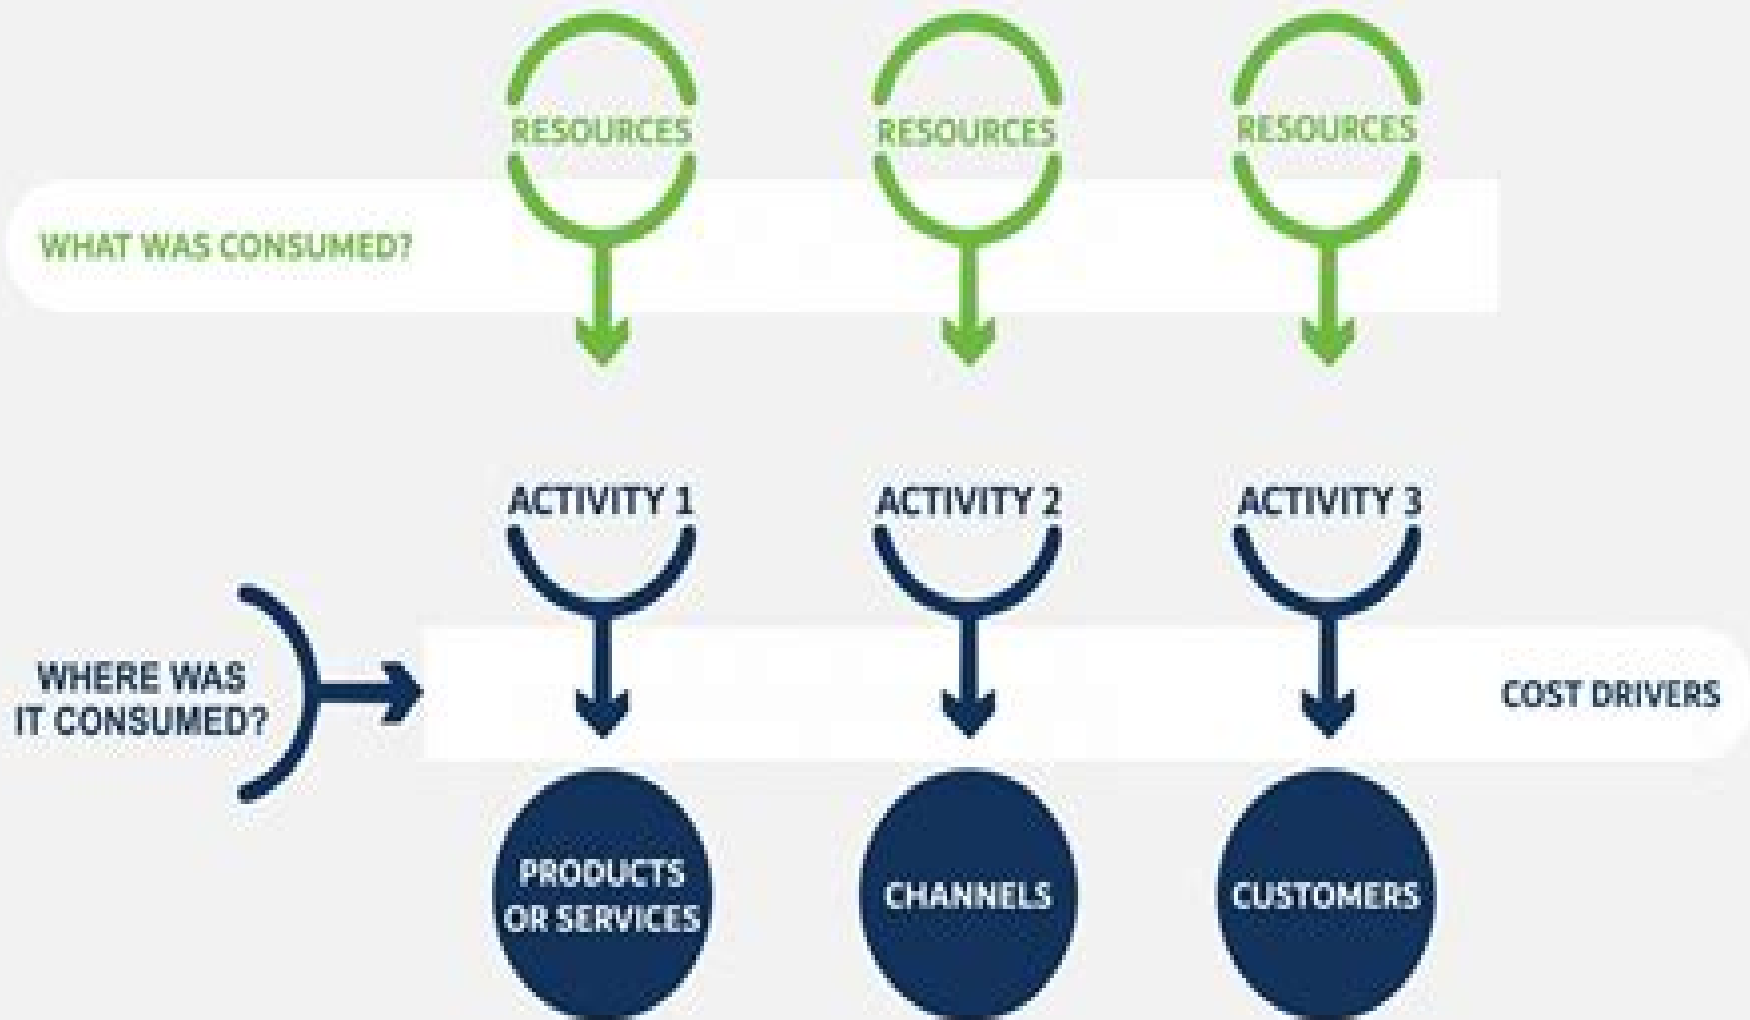 RESOURCES RESOURCES RESOURCES
WHAT WAS CONSUMED?
ACTIVITY 1 ACTIVITY 2 ACTIVITY 3
WHERE WAS
IT CONSUMED?
COST DRIVERS
PRODUCTS
OR SERVICES
CHANNELS
CUSTOMERS